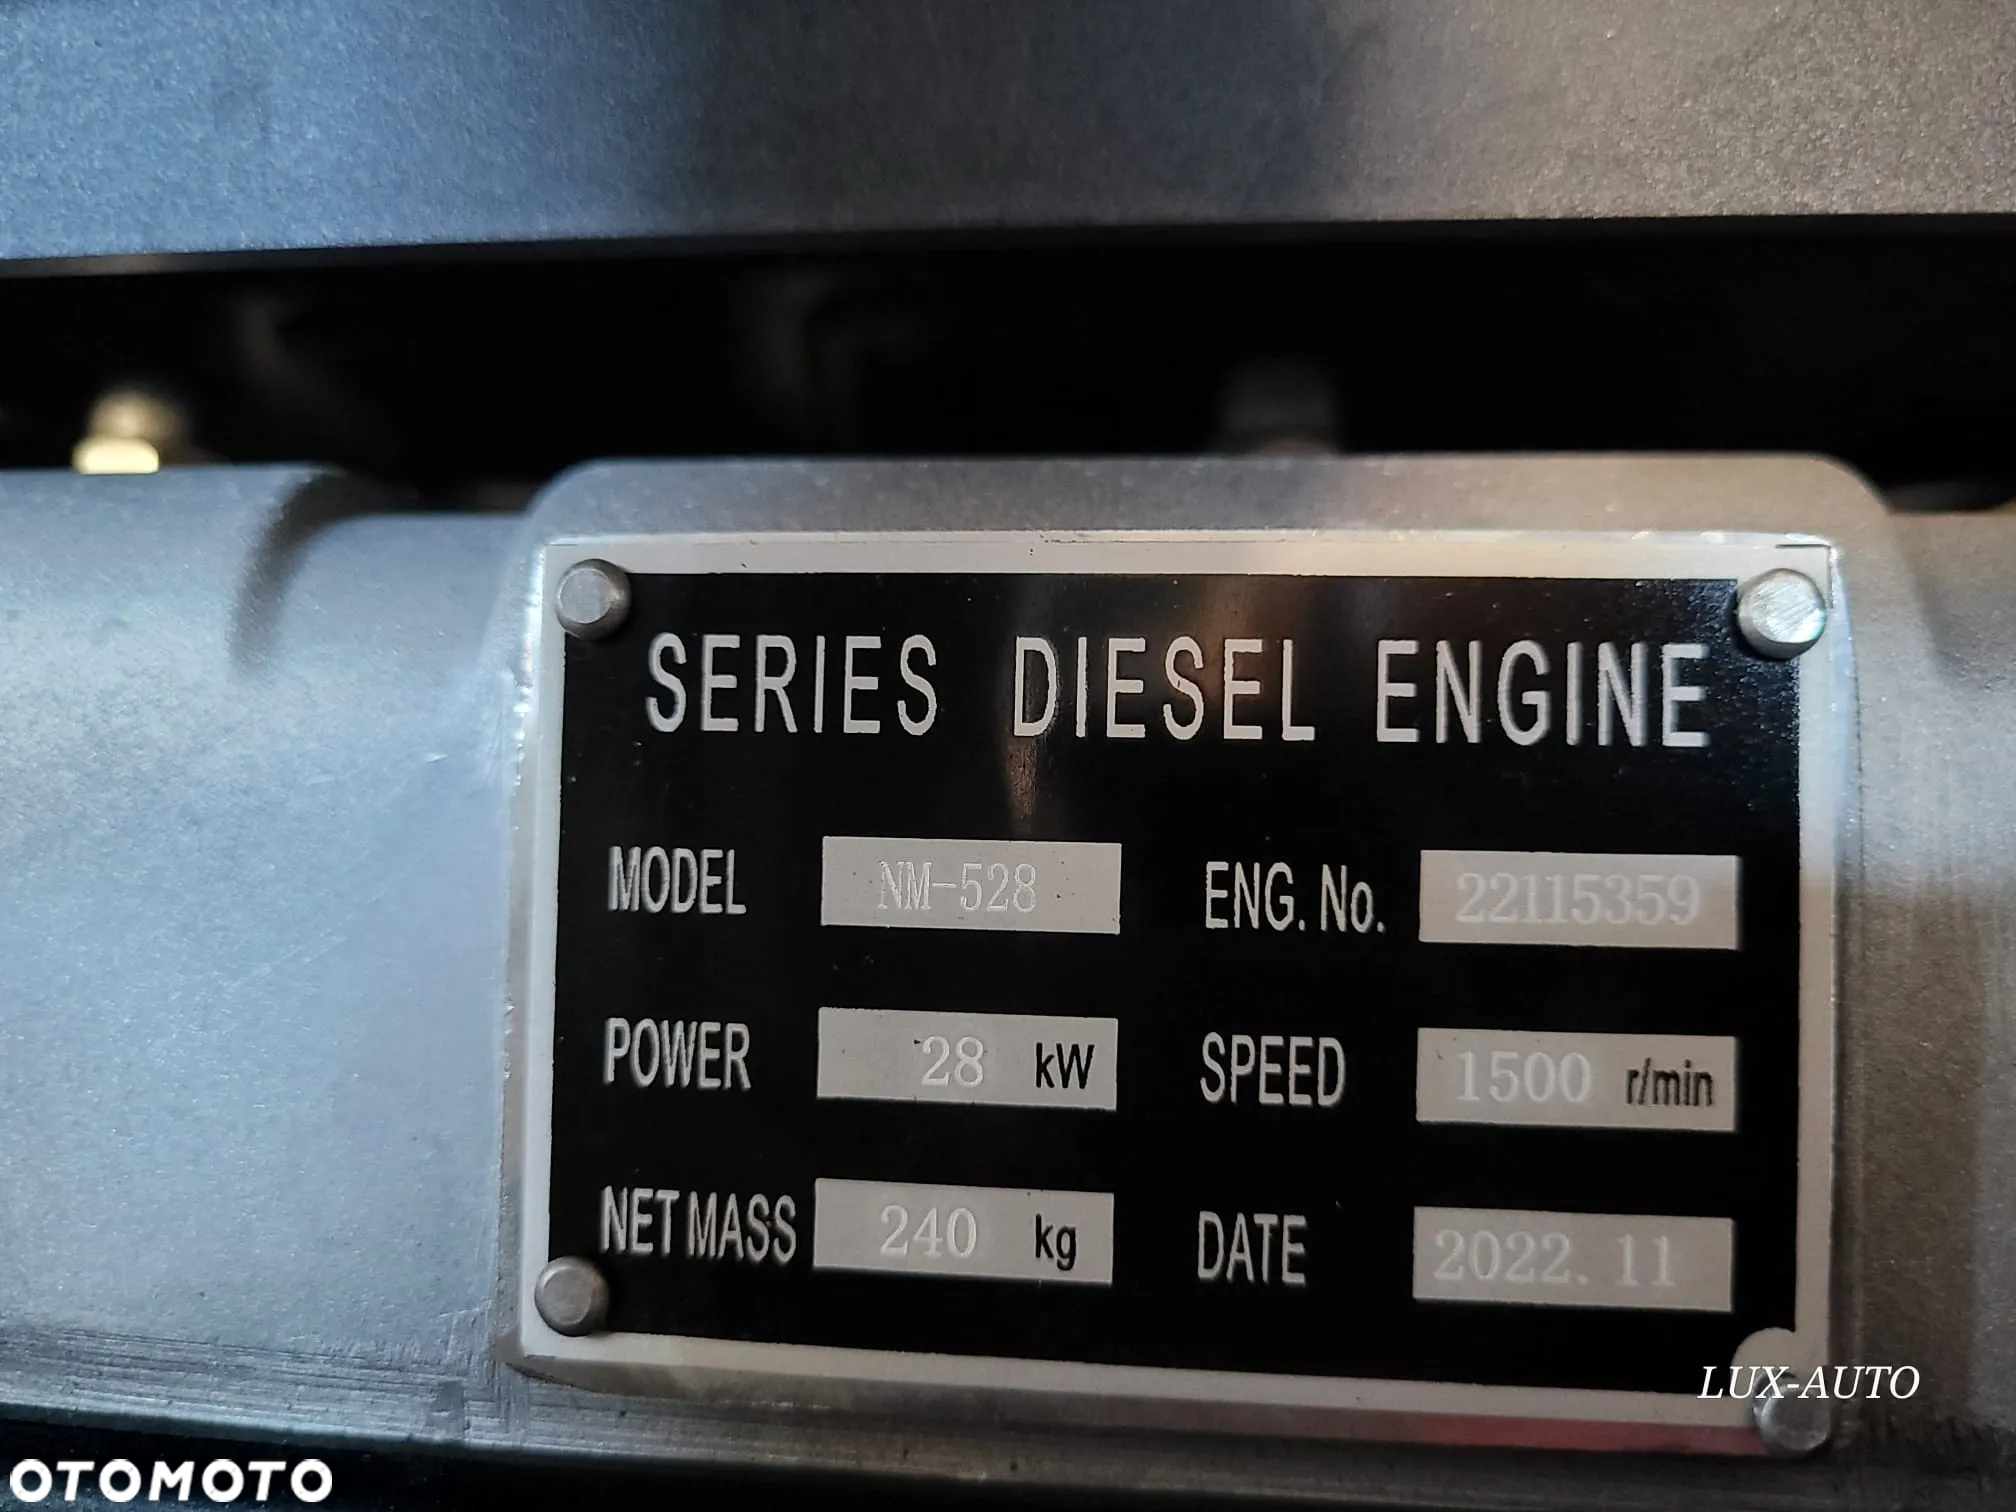 SERIES DIESEL ENGINE
MODEL NM-528 ENG. No. 22115359
POWER 28 kW SPEED 1500 r/min
NET MASS 240 kg DATE 2022. 11
LUX-AUTO
OTOMOTO